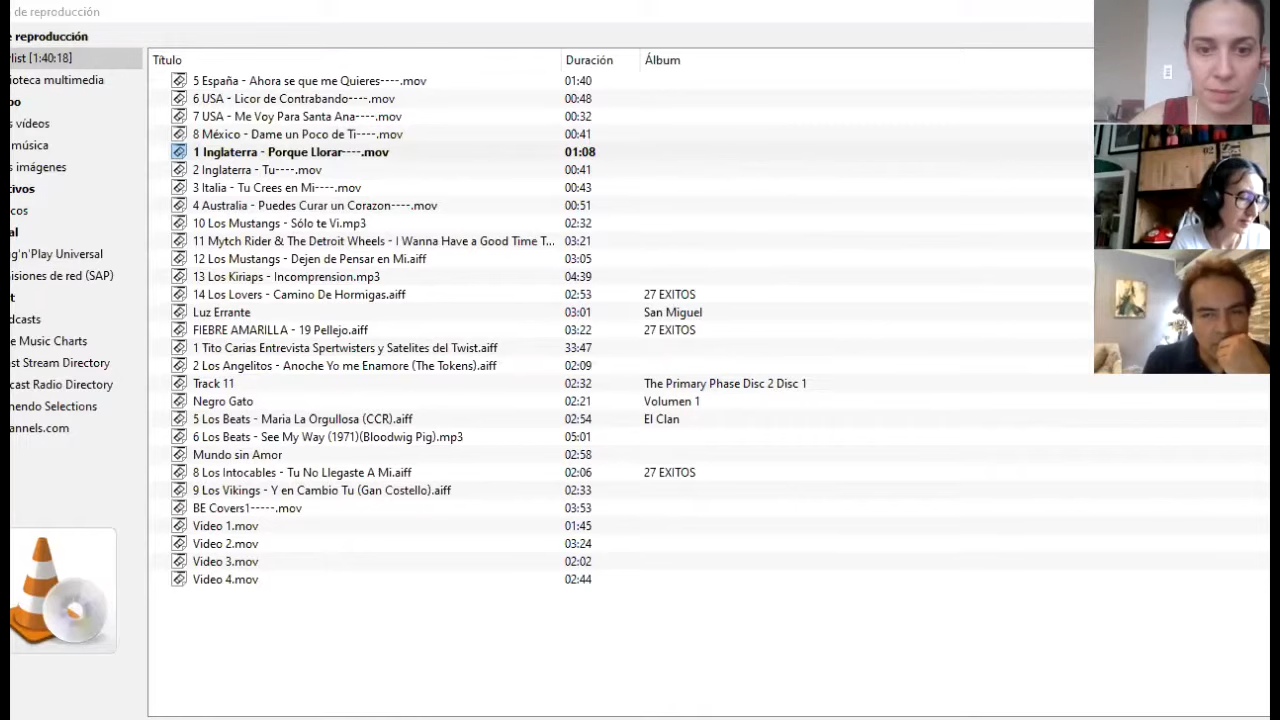 de reproducción
e reproducción
list [1:40:18]
ioteca multimedia
po
s vídeos
música
s imágenes
tivos
cos
al
ng'n'Play Universal
isiones de red (SAP)
t
dcasts
e Music Charts
ast Stream Directory
cast Radio Directory
mendo Selections
annels.com
Título Duración Álbum
5 España - Ahora se que me Quieres----.mov 01:40
6 USA - Licor de Contrabando----.mov 00:48
7 USA - Me Voy Para Santa Ana----.mov 00:32
8 México - Dame un Poco de Ti----.mov 00:41
1 Inglaterra - Porque Llorar----.mov 01:08
2 Inglaterra - Tu----.mov 00:41
3 Italia - Tu Crees en Mi----.mov 00:43
4 Australia - Puedes Curar un Corazon----.mov 00:51
10 Los Mustangs - Sólo te Vi.mp3 02:32
11 Mytch Rider & The Detroit Wheels - I Wanna Have a Good Time T... 03:21
12 Los Mustangs - Dejen de Pensar en Mi.aiff 03:05
13 Los Kiriaps - Incomprension.mp3 04:39
14 Los Lovers - Camino De Hormigas.aiff 02:53 27 EXITOS
Luz Errante 03:01 San Miguel
FIEBRE AMARILLA - 19 Pellejo.aiff 03:22 27 EXITOS
1 Tito Carias Entrevista Spertwisters y Satelites del Twist.aiff 33:47
2 Los Angelitos - Anoche Yo me Enamore (The Tokens).aiff 02:09
Track 11 02:32 The Primary Phase Disc 2 Disc 1
Negro Gato 02:21 Volumen 1
5 Los Beats - Maria La Orgullosa (CCR).aiff 02:54 El Clan
6 Los Beats - See My Way (1971)(Bloodwig Pig).mp3 05:01
Mundo sin Amor 02:58
8 Los Intocables - Tu No Llegaste A Mi.aiff 02:06 27 EXITOS
9 Los Vikings - Y en Cambio Tu (Gan Costello).aiff 02:33
BE Covers1-----.mov 03:53
Video 1.mov 01:45
Video 2.mov 03:24
Video 3.mov 02:02
Video 4.mov 02:44